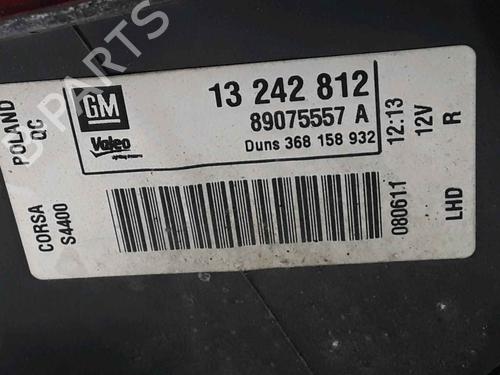 POLAND
QC
GM
Valeo
13 242 812
89075557 A
Duns 368 158 932
12:13
12V
R
CORSA
S4400
080611
LHD
PARTS